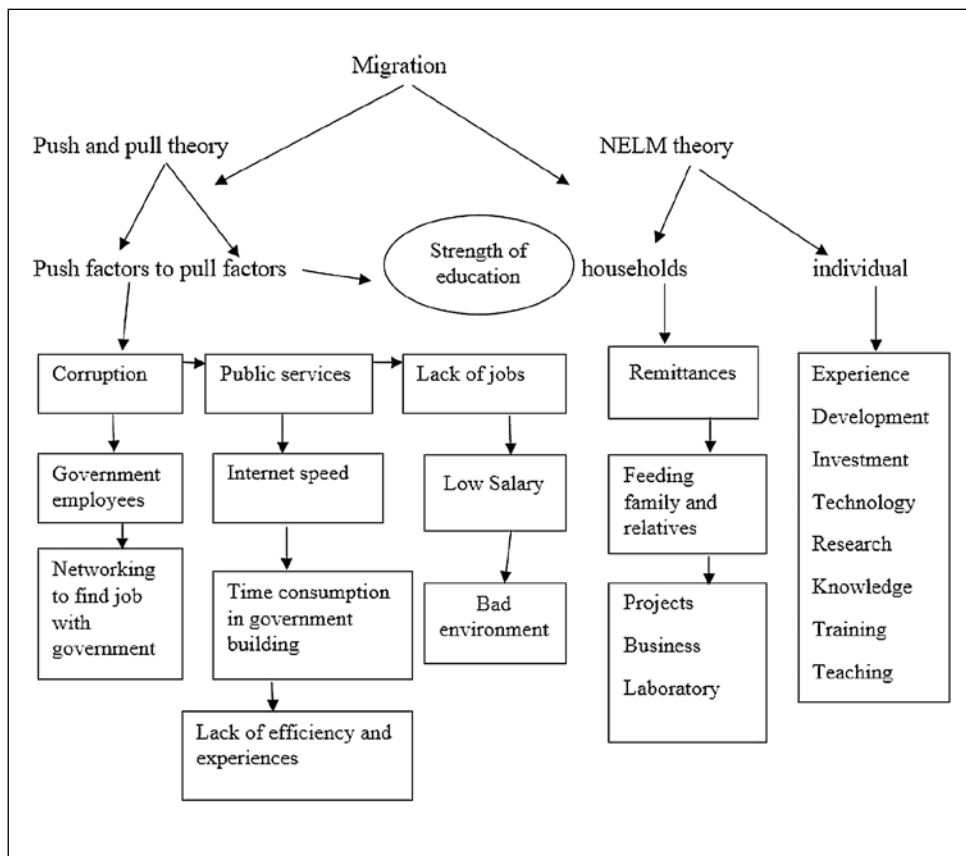 Migration
Push and pull theory
NELM theory
Push factors to pull factors
Strength of
education
households
individual
Corruption
Public services
Lack of jobs
Remittances
Experience
Development
Investment
Technology
Research
Knowledge
Training
Teaching
Government
employees
Internet speed
Low Salary
Feeding
family and
relatives
Networking
to find job
with
government
Time consumption
in government
building
Bad
environment
Projects
Business
Laboratory
Lack of efficiency and
experiences